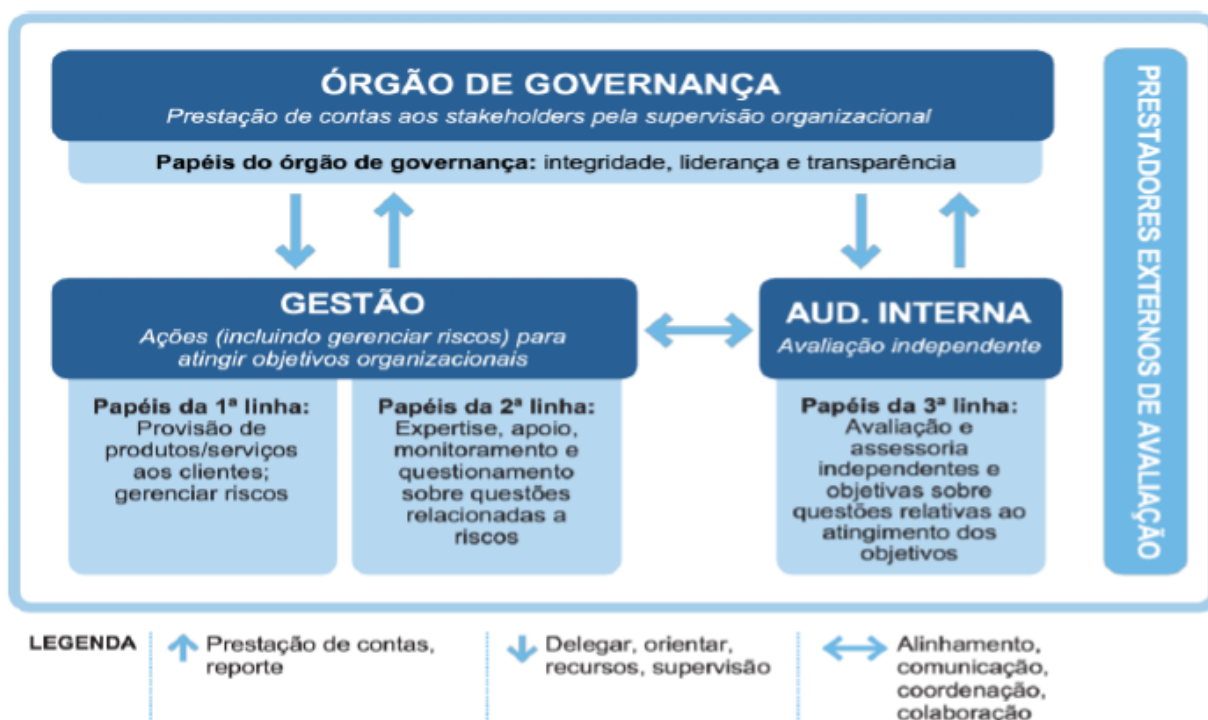 ÓRGÃO DE GOVERNANÇA
Prestação de contas aos stakeholders pela supervisão organizacional
Papéis do órgão de governança: integridade, liderança e transparência
GESTÃO
Ações (incluindo gerenciar riscos) para
atingir objetivos organizacionais
Papéis da 1ª linha:
Provisão de
produtos/serviços
aos clientes;
gerenciar riscos
Papéis da 2ª linha:
Expertise, apoio,
monitoramento e
questionamento
sobre questões
relacionadas a
riscos
AUD. INTERNA
Avaliação independente
Papéis da 3ª linha:
Avaliação e
assessoria
independentes e
objetivas sobre
questões relativas ao
atingimento dos
objetivos
PRESTADORES EXTERNOS DE AVALIAÇÃO
LEGENDA
Prestação de contas,
reporte
Delegar, orientar,
recursos, supervisão
Alinhamento,
comunicação,
coordenação,
colaboração